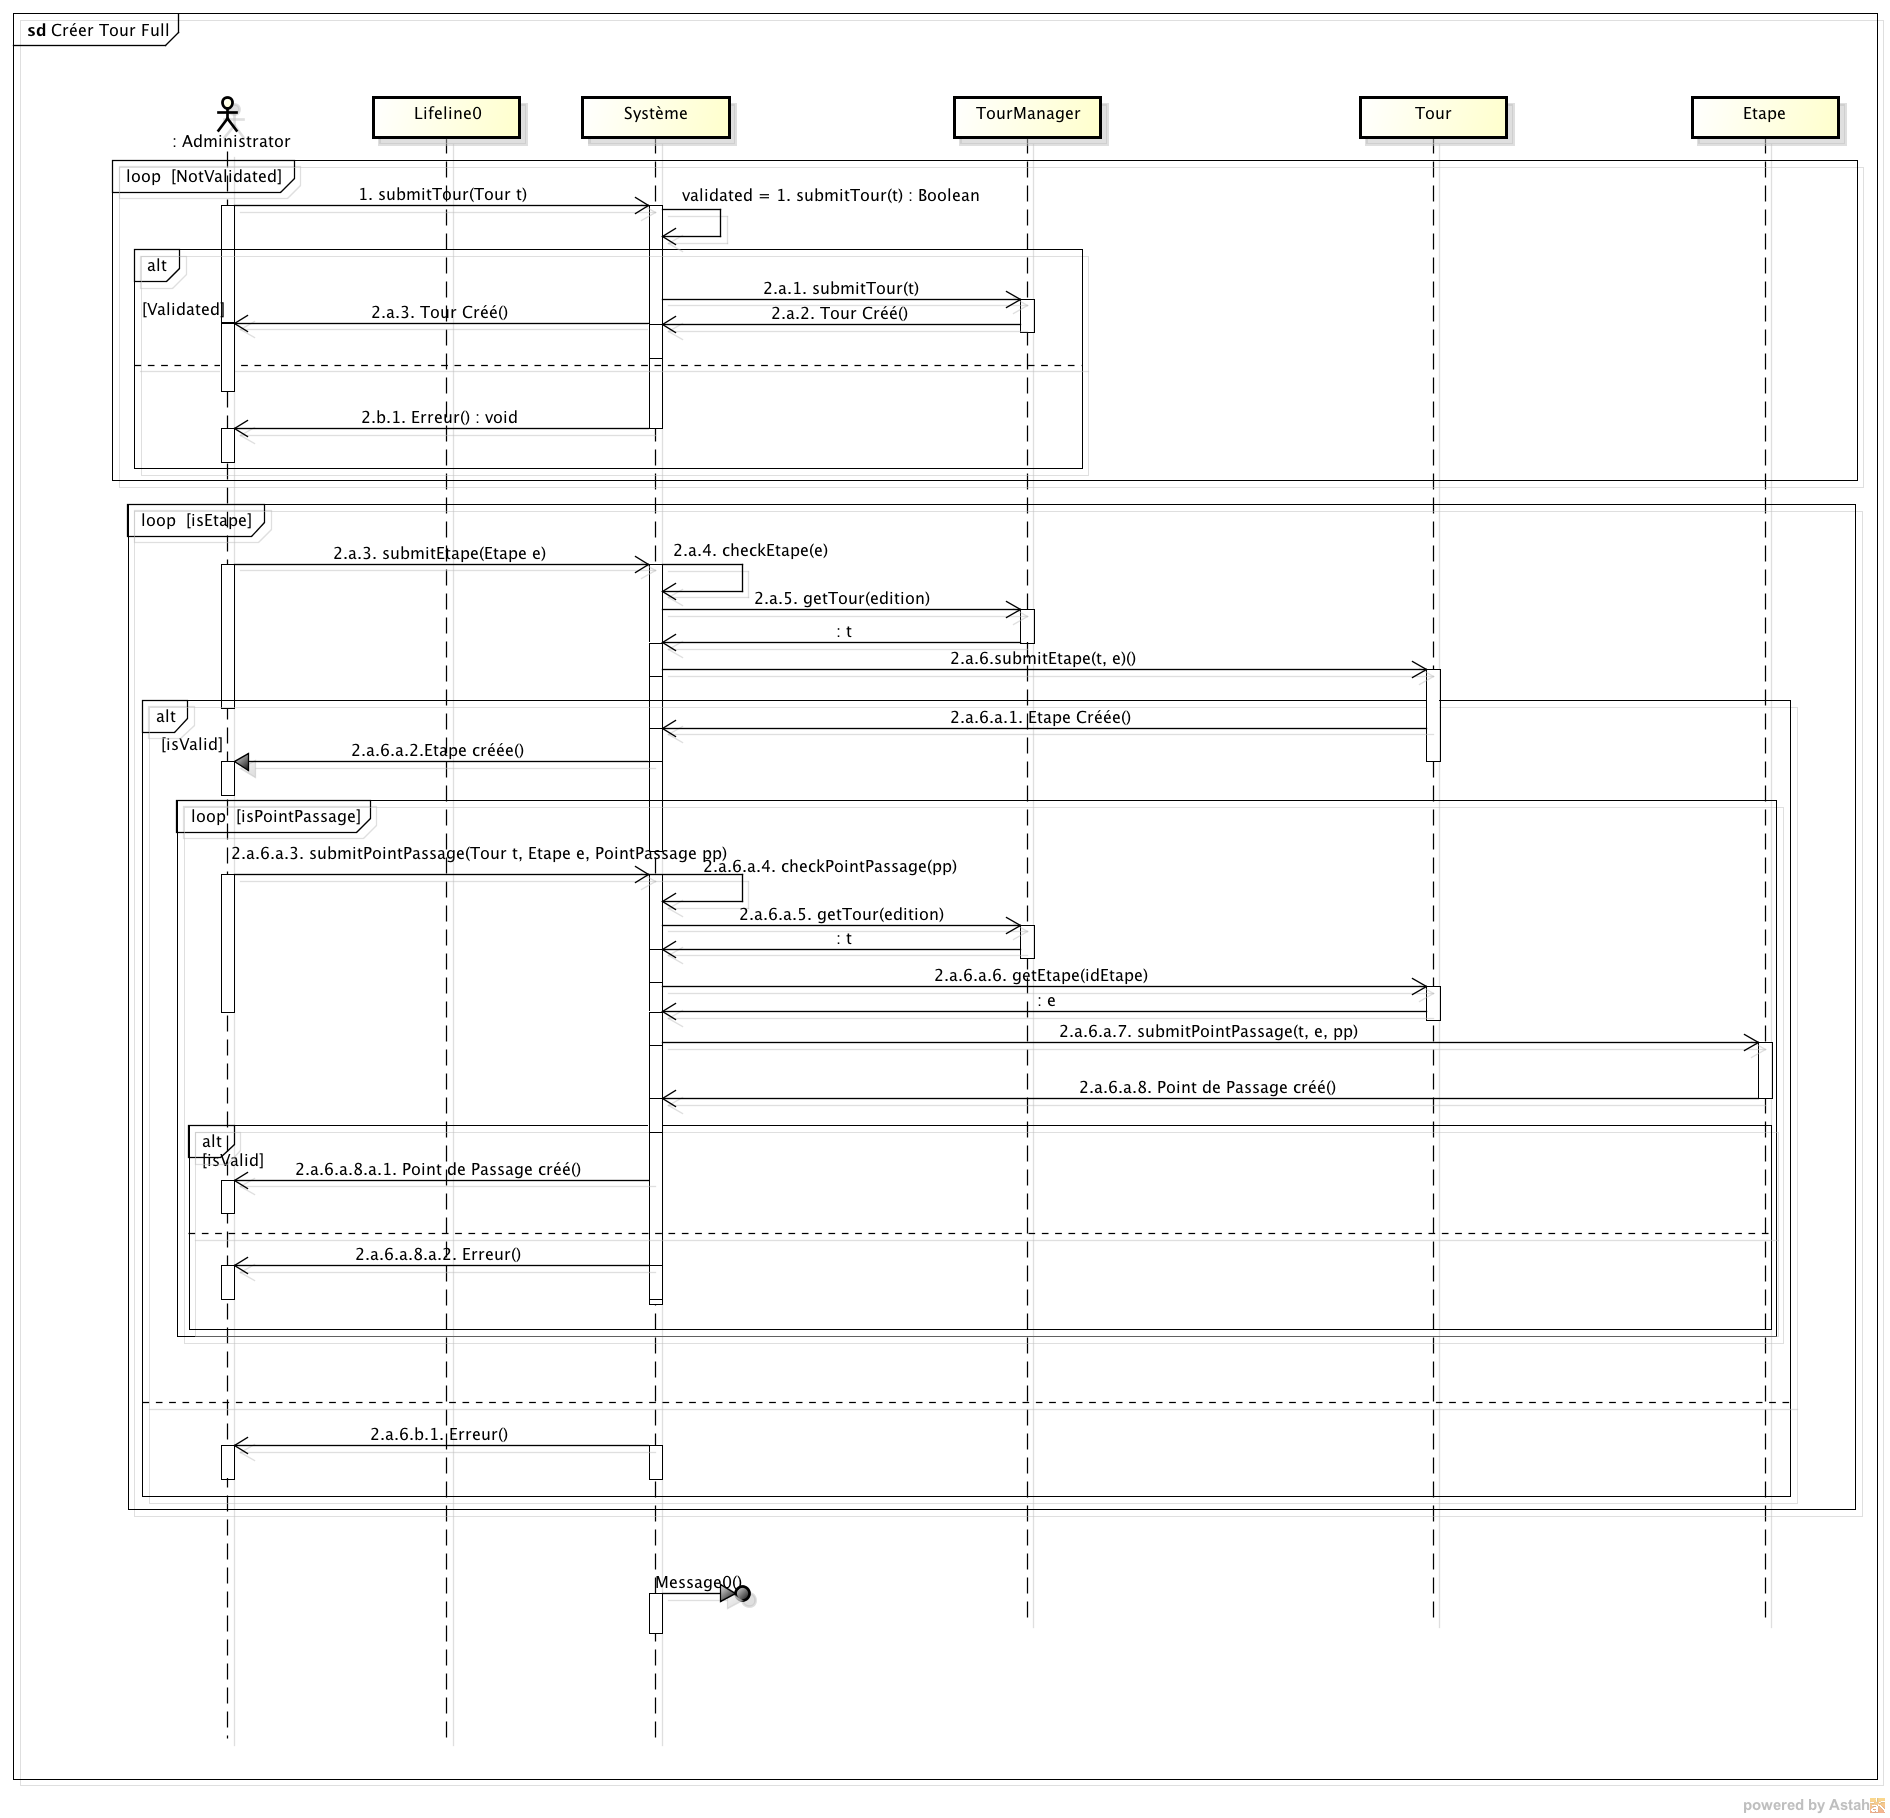 sd Créer Tour Full
: Administrator
Lifeline0
Système
TourManager
Tour
Etape
loop [NotValidated]
1. submitTour(Tour t)
validated = 1. submitTour(t) : Boolean
alt
2.a.1. submitTour(t)
[Validated]
2.a.3. Tour Créé()
2.a.2. Tour Créé()
2.b.1. Erreur() : void
loop [isEtape]
2.a.3. submitEtape(Etape e)
2.a.4. checkEtape(e)
2.a.5. getTour(edition)
: t
2.a.6.submitEtape(t, e)()
alt
2.a.6.a.1. Etape Créée()
[isValid]
2.a.6.a.2.Etape créée()
loop [isPointPassage]
2.a.6.a.3. submitPointPassage(Tour t, Etape e, PointPassage pp)
2.a.6.a.4. checkPointPassage(pp)
2.a.6.a.5. getTour(edition)
: t
2.a.6.a.6. getEtape(idEtape)
: e
2.a.6.a.7. submitPointPassage(t, e, pp)
2.a.6.a.8. Point de Passage créé()
alt
[isValid]
2.a.6.a.8.a.1. Point de Passage créé()
2.a.6.a.8.a.2. Erreur()
2.a.6.b.1. Erreur()
Message0()
powered by Astah